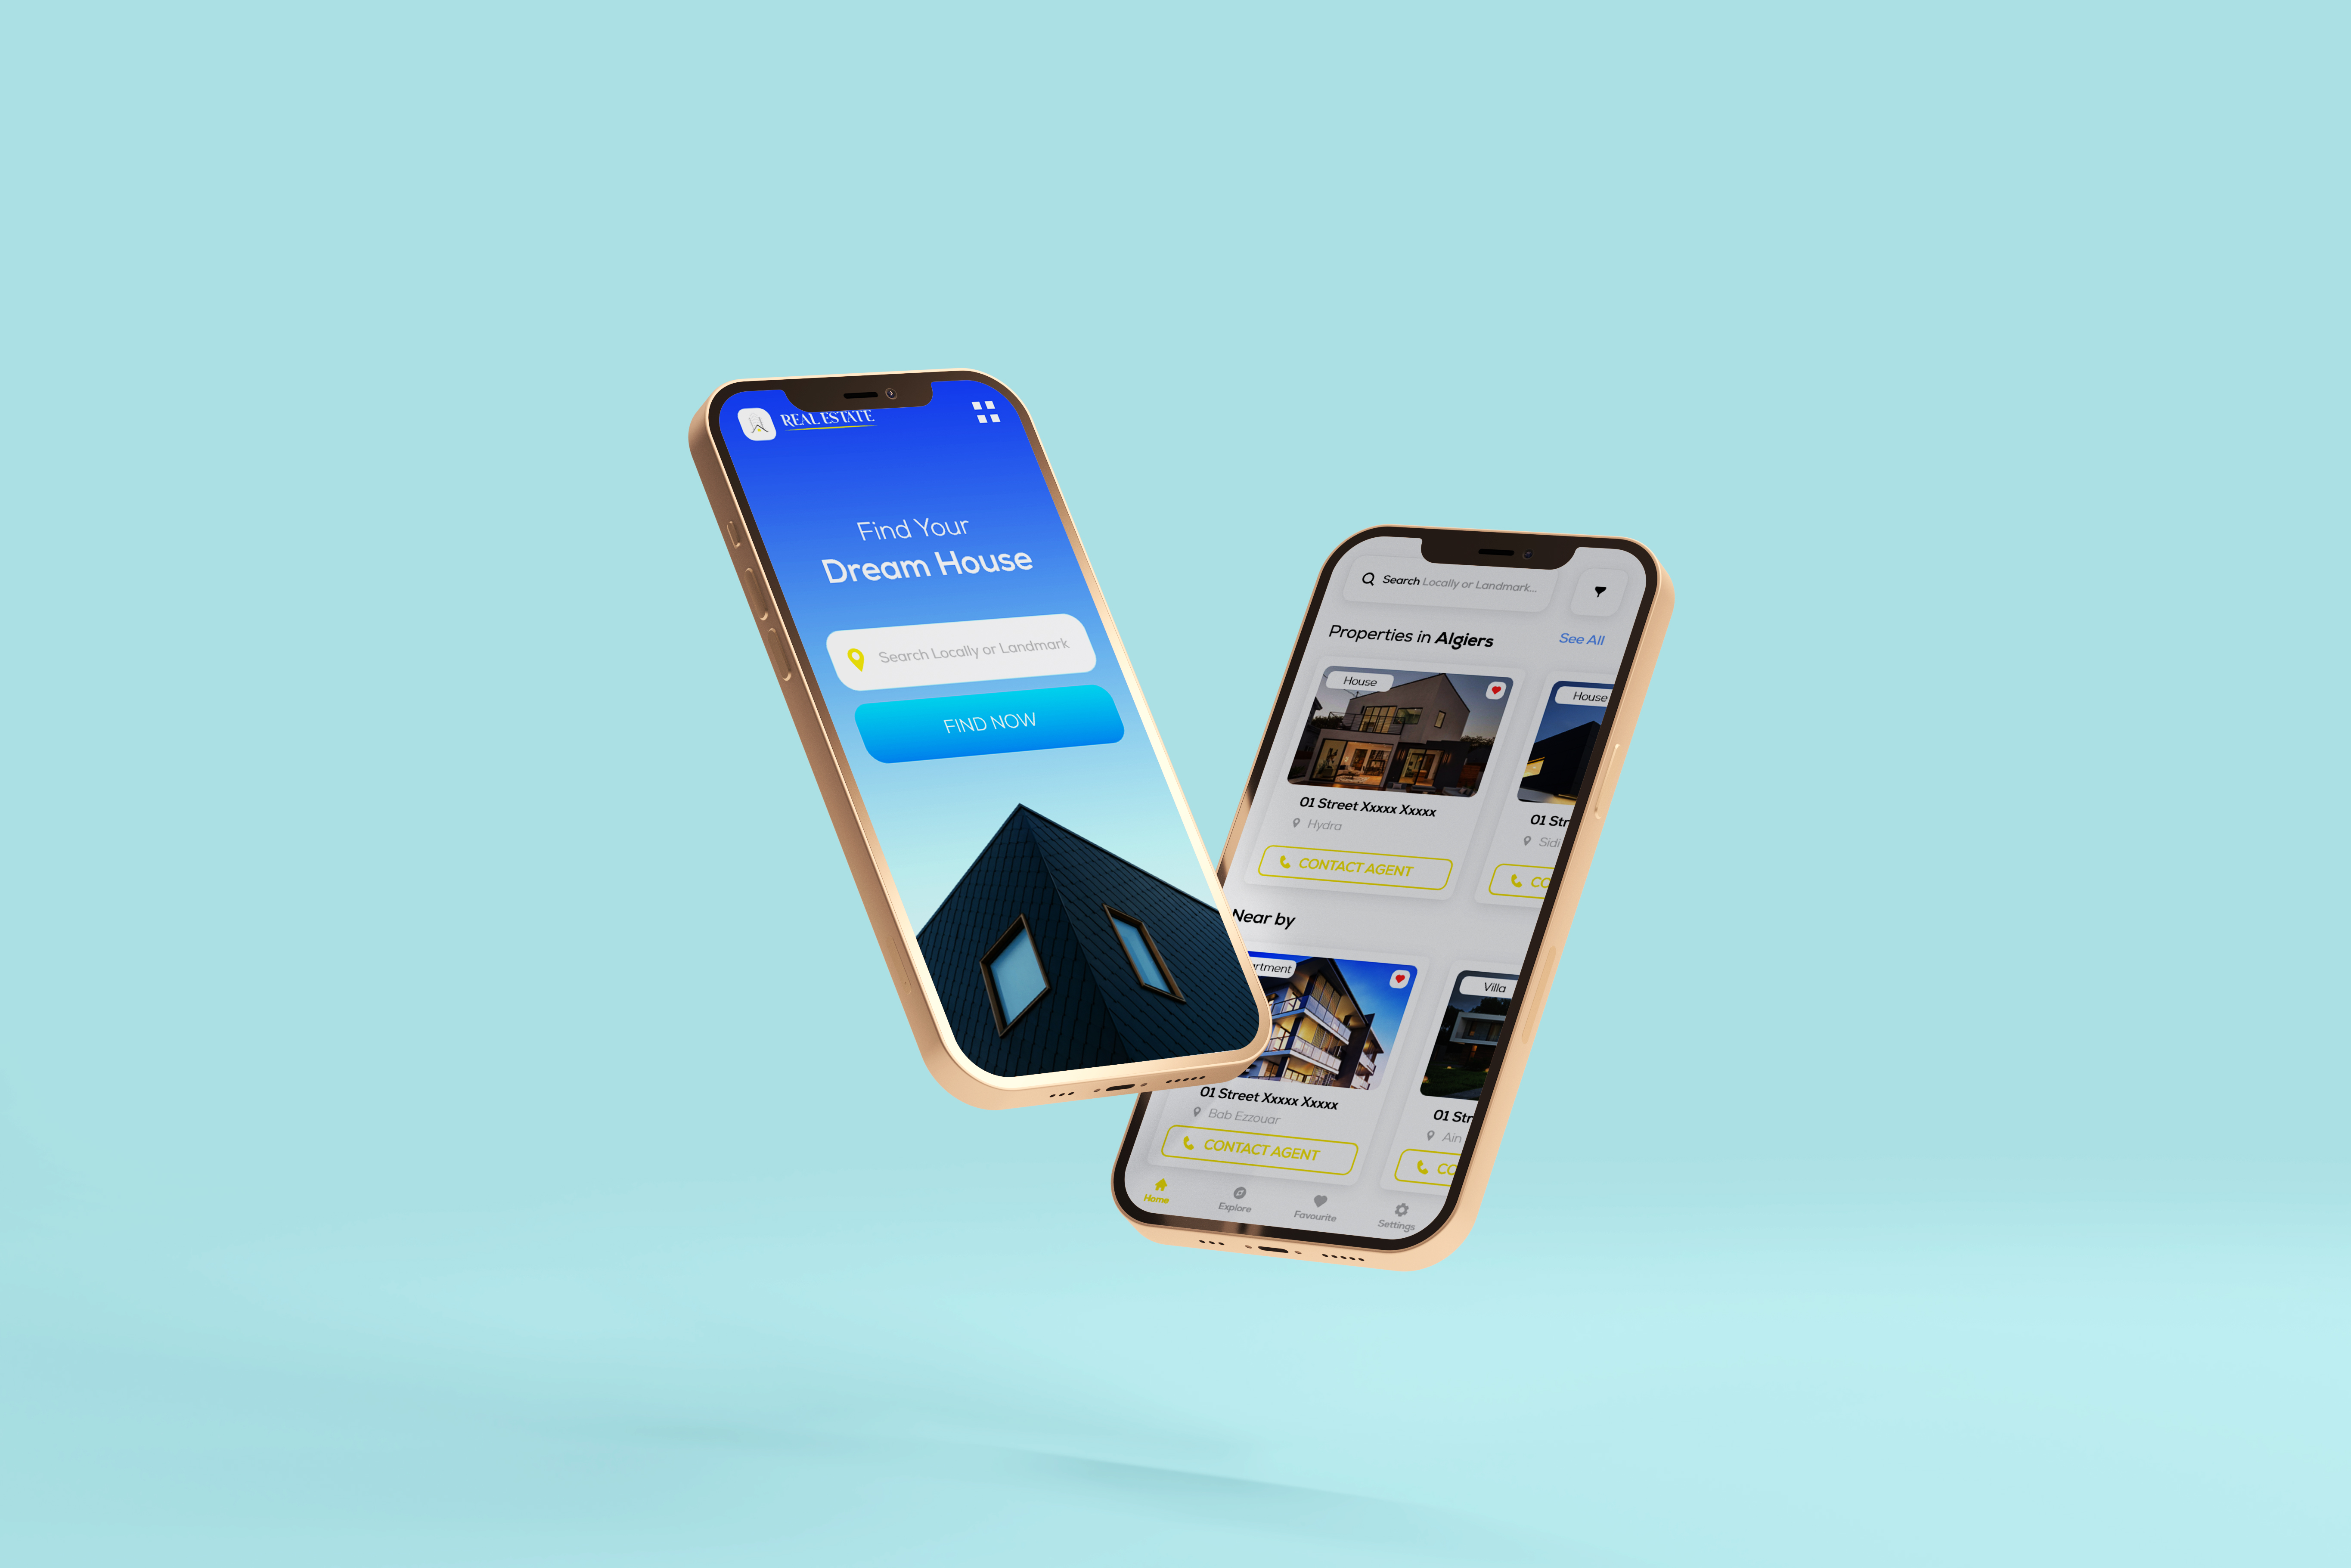 REAL ESTATE
Find Your
Dream House
Search Locally or Landmark
FIND NOW
Search Locally or Landmark...
Properties in Algiers
See All
House
House
01 Street Xxxxx Xxxxx
01 Str
Hydra
Sidi
CONTACT AGENT
CO
Near by
artment
Villa
01 Street Xxxxx Xxxxx
01 Str
Bab Ezzouar
Ain
CONTACT AGENT
CO
Home
Explore
Favourite
Settings